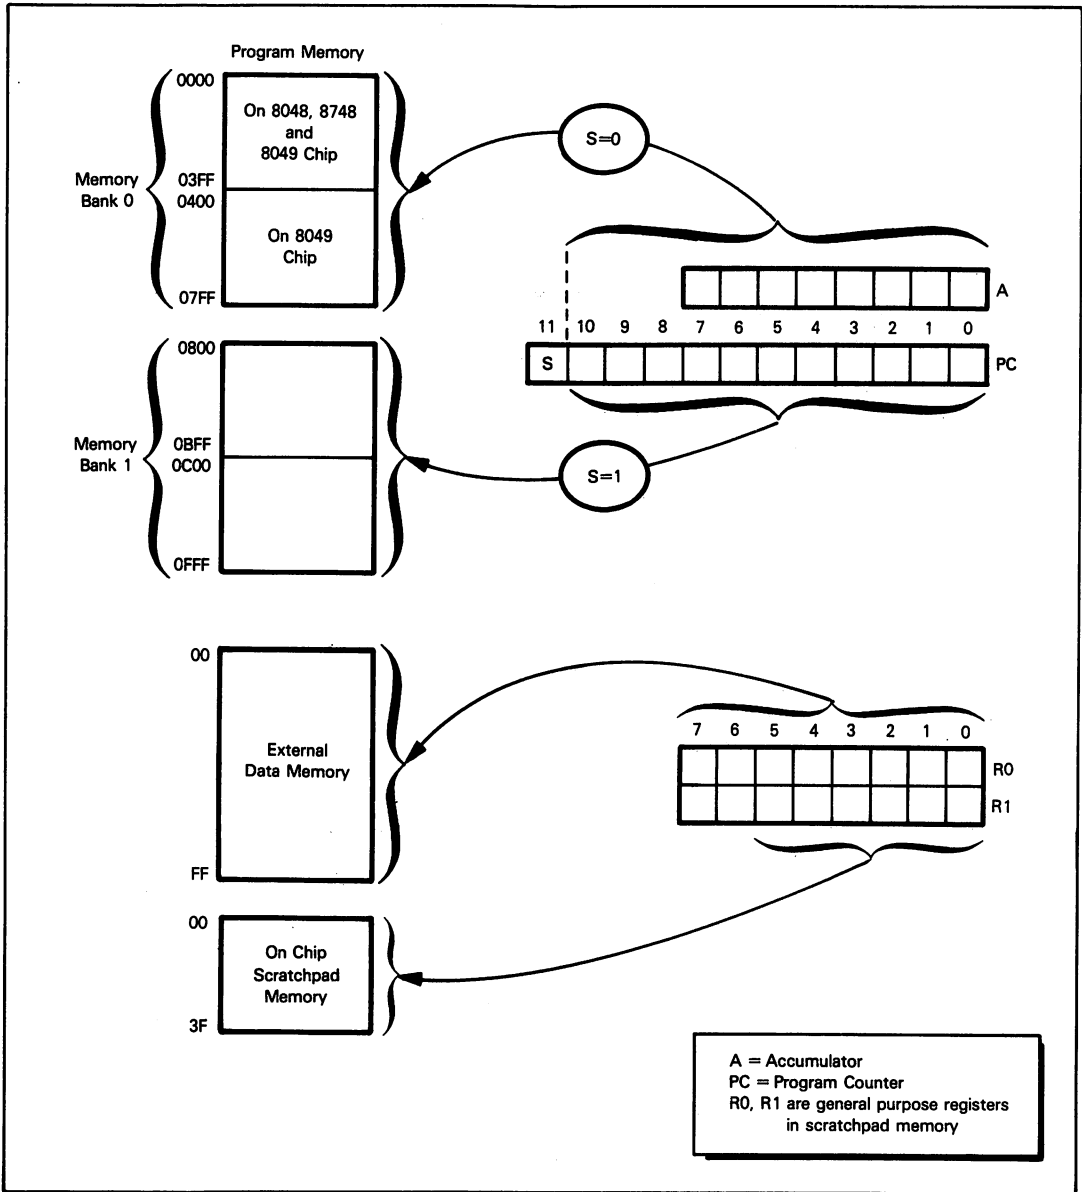 Program Memory
0000
On 8048, 8748
and
8049 Chip
03FF
Memory
Bank 0
0400
On 8049
Chip
07FF
S=0
A
11 10 9 8 7 6 5 4 3 2 1 0
S
PC
0800
0BFF
Memory
Bank 1
0C00
0FFF
S=1
00
External
Data Memory
FF
7 6 5 4 3 2 1 0
R0
R1
00
On Chip
Scratchpad
Memory
3F
A = Accumulator
PC = Program Counter
R0, R1 are general purpose registers
in scratchpad memory